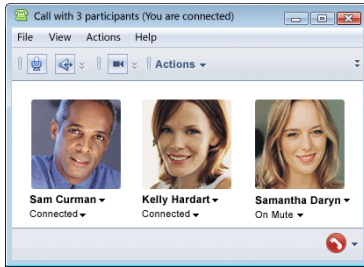 Call with 3 participants (You are connected)
File View Actions Help
Actions
Sam Curman Kelly Hardart Samantha Daryn
Connected Connected On Mute